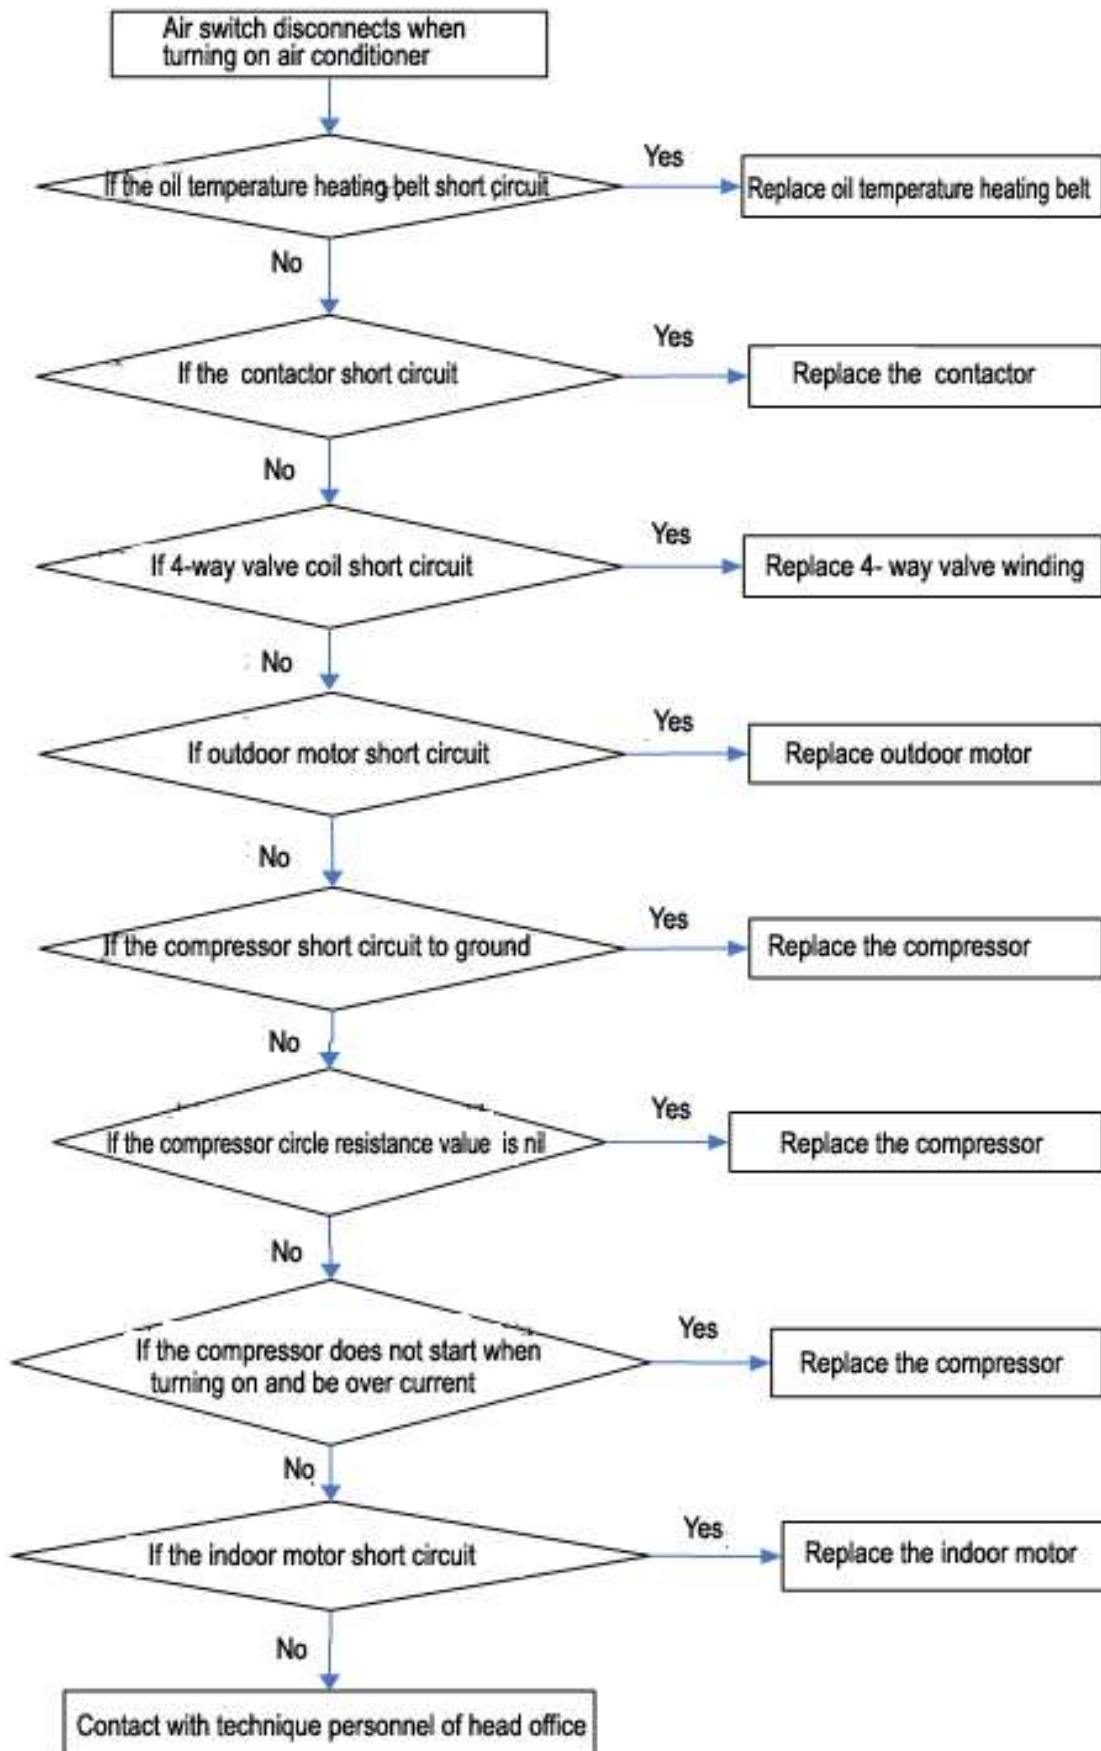 Air switch disconnects when
turning on air conditioner
If the oil temperature heating belt short circuit
Yes
Replace oil temperature heating belt
No
If the contactor short circuit
Yes
Replace the contactor
No
If 4-way valve coil short circuit
Yes
Replace 4- way valve winding
No
If outdoor motor short circuit
Yes
Replace outdoor motor
No
If the compressor short circuit to ground
Yes
Replace the compressor
No
If the compressor circle resistance value is nil
Yes
Replace the compressor
No
If the compressor does not start when
turning on and be over current
Yes
Replace the compressor
No
If the indoor motor short circuit
Yes
Replace the indoor motor
No
Contact with technique personnel of head office